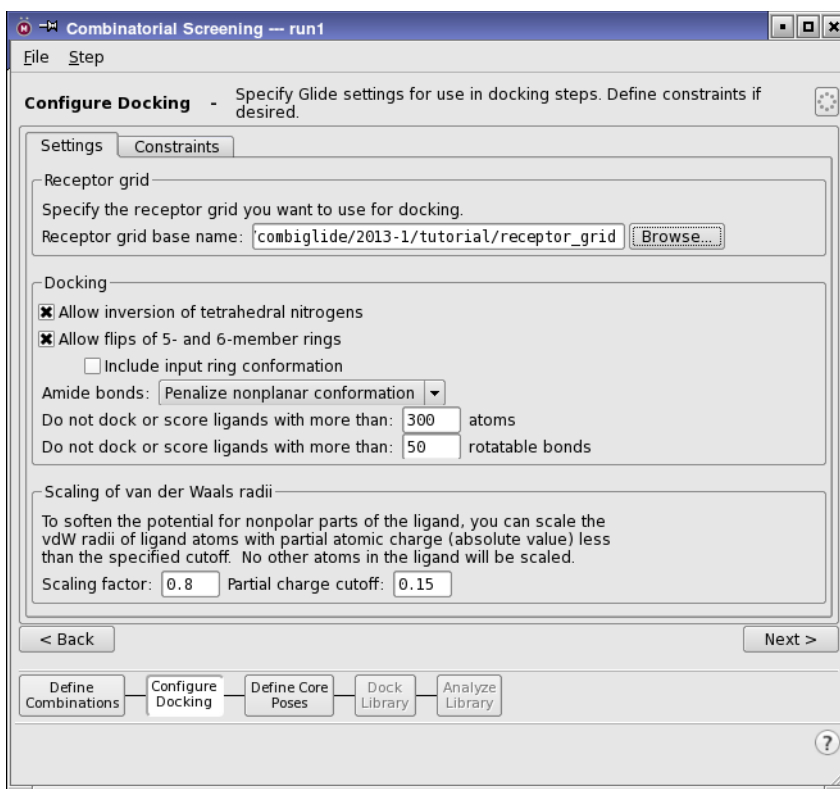 Combinatorial Screening — run1
File Step
Configure Docking - Specify Glide settings for use in docking steps. Define constraints if
desired.
Settings Constraints
Receptor grid
Specify the receptor grid you want to use for docking.
Receptor grid base name: combiglide/2013-1/tutorial/receptor_grid Browse...
Docking
Allow inversion of tetrahedral nitrogens
Allow flips of 5- and 6-member rings
Include input ring conformation
Amide bonds: Penalize nonplanar conformation
Do not dock or score ligands with more than: 300 atoms
Do not dock or score ligands with more than: 50 rotatable bonds
Scaling of van der Waals radii
To soften the potential for nonpolar parts of the ligand, you can scale the
vdW radii of ligand atoms with partial atomic charge (absolute value) less
than the specified cutoff. No other atoms in the ligand will be scaled.
Scaling factor: 0.8 Partial charge cutoff: 0.15
< Back Next >
Define
Combinations
Configure
Docking
Define Core
Poses
Dock
Library
Analyze
Library
?